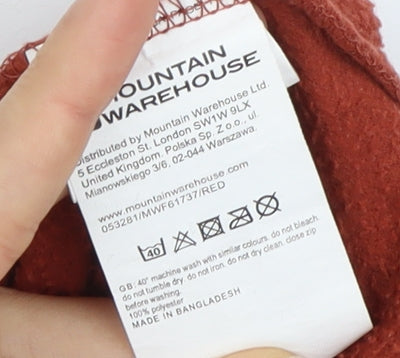 MOUNTAIN
WAREHOUSE
Distributed by Mountain Warehouse Ltd
5 Eccleston St. London SW1W 9LX
United Kingdom. Polska Sp. Z o.o., ul.
Mianowskiego 3/6, 02-044 Warszawa.
www.mountainwarehouse.com
053281/MWF61737/RED
40
GB: 40° machine wash with similar colours. do not bleach.
do not tumble dry. do not iron. do not dry clean. close zip
before washing.
100% polyester
MADE IN BANGLADESH